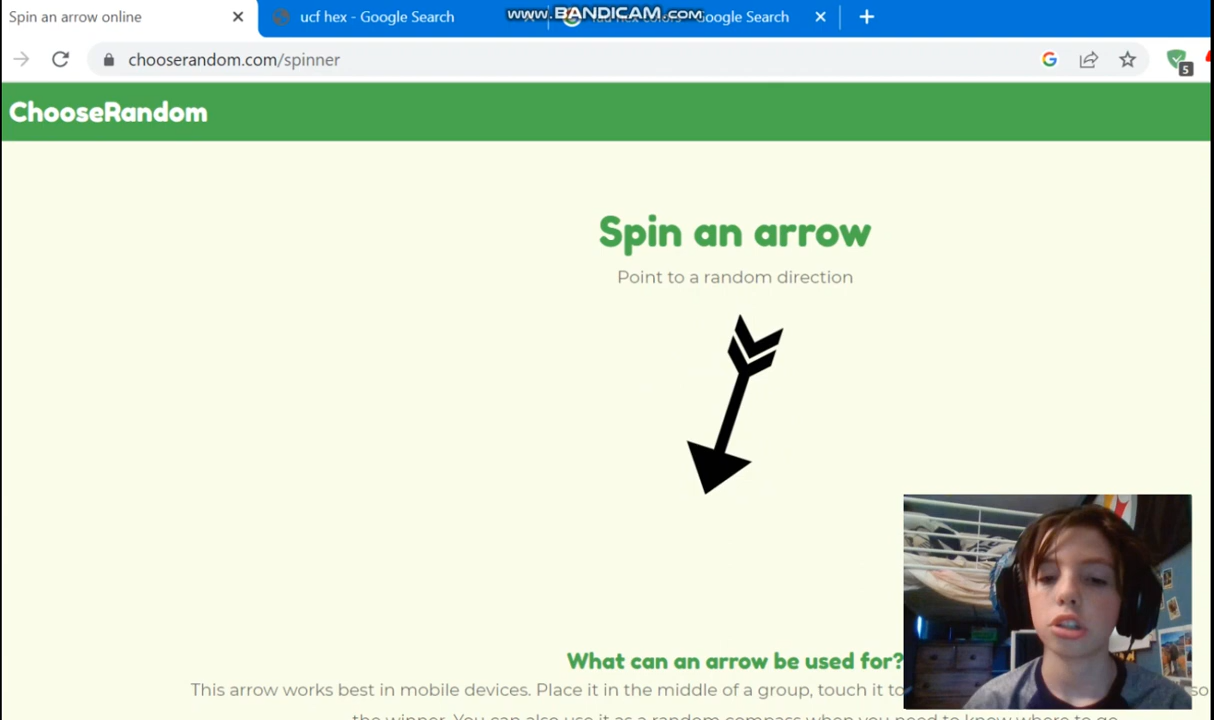 Spin an arrow online
ucf hex - Google Search
www.BANDICAM.com
Google Search
chooserandom.com/spinner
5
ChooseRandom
Spin an arrow
Point to a random direction
What can an arrow be used for?
This arrow works best in mobile devices. Place it in the middle of a group, touch it to so
the winner. You can also use it as a random compass when you need to know where to go